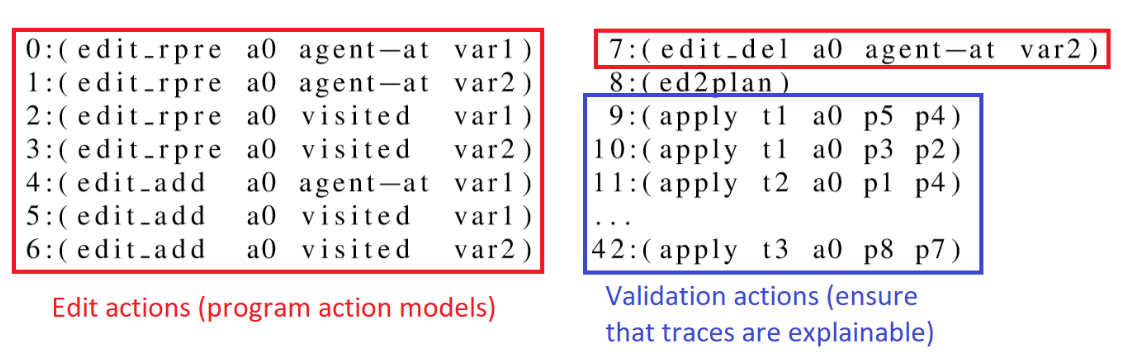 0:(edit_rpre a0 agent—at var1)
1:(edit_rpre a0 agent—at var2)
2:(edit_rpre a0 visited var1)
3:(edit_rpre a0 visited var2)
4:(edit_add a0 agent—at var1)
5:(edit_add a0 visited var1)
6:(edit_add a0 visited var2)
Edit actions (program action models)
7:(edit_del a0 agent—at var2)
8:(ed2plan)
9:(apply t1 a0 p5 p4)
10:(apply t1 a0 p3 p2)
11:(apply t2 a0 p1 p4)
...
42:(apply t3 a0 p8 p7)
Validation actions (ensure
that traces are explainable)